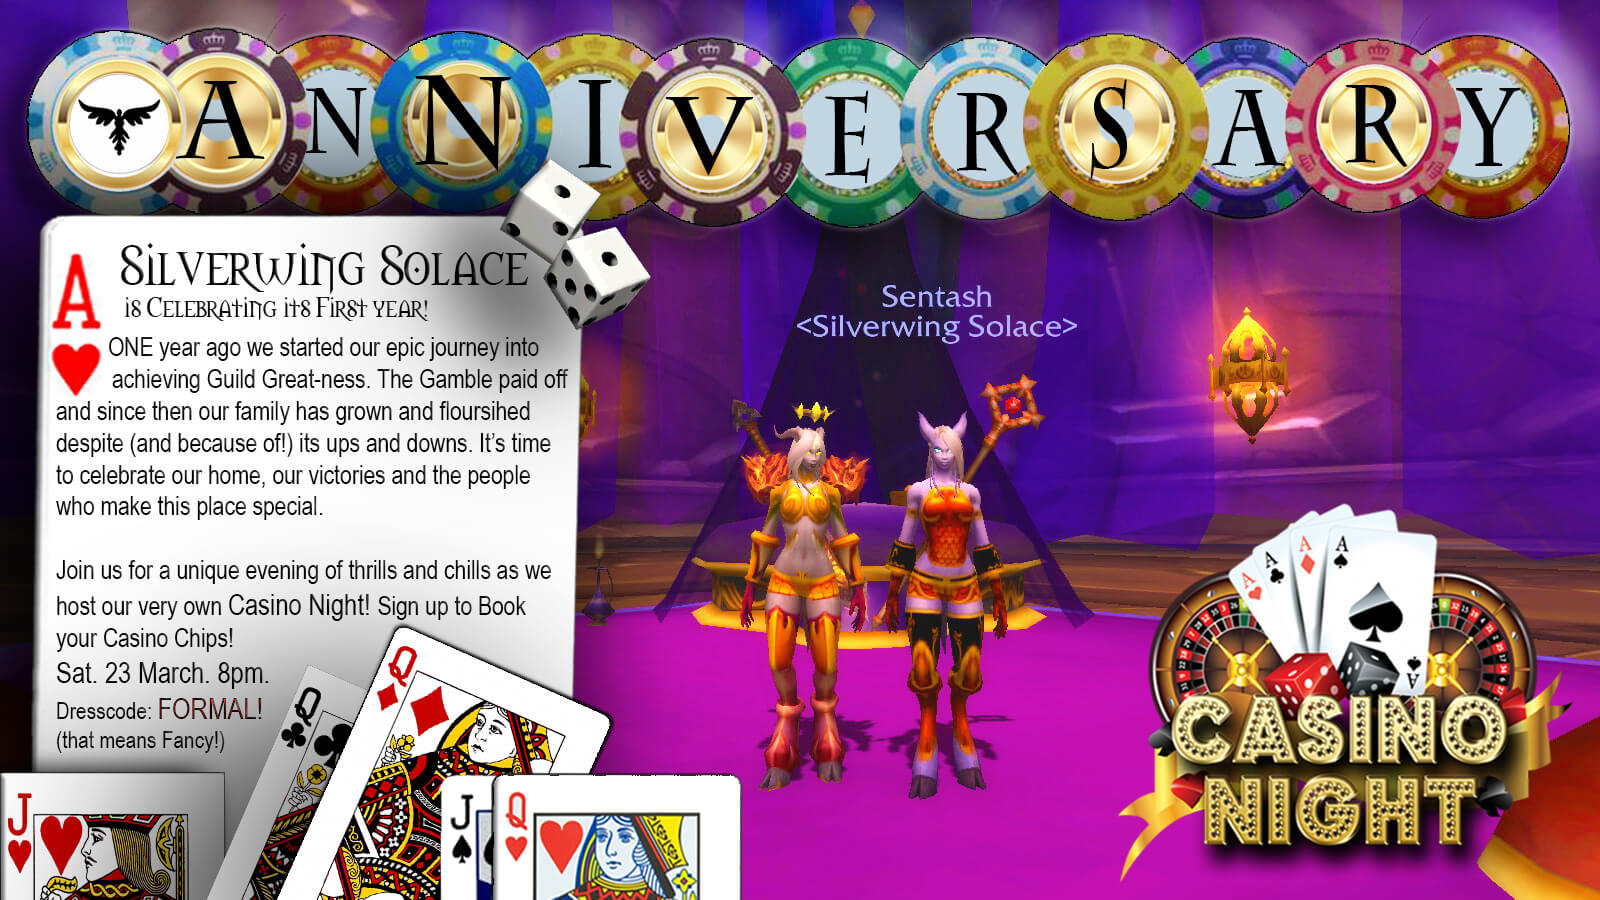 ANNIVERSARY
A
Silverwing Solace
is Celebrating its First year!
ONE year ago we started our epic journey into
achieving Guild Great-ness. The Gamble paid off
and since then our family has grown and floursihed
despite (and because of!) its ups and downs. It's time
to celebrate our home, our victories and the people
who make this place special.
Join us for a unique evening of thrills and chills as we
host our very own Casino Night! Sign up to Book
your Casino Chips!
Sat. 23 March. 8pm.
Dresscode: FORMAL!
(that means Fancy!)
Sentash
<Silverwing Solace>
A
A
A
A
A
CASINO
NIGHT
Q
Q
J
J
Q